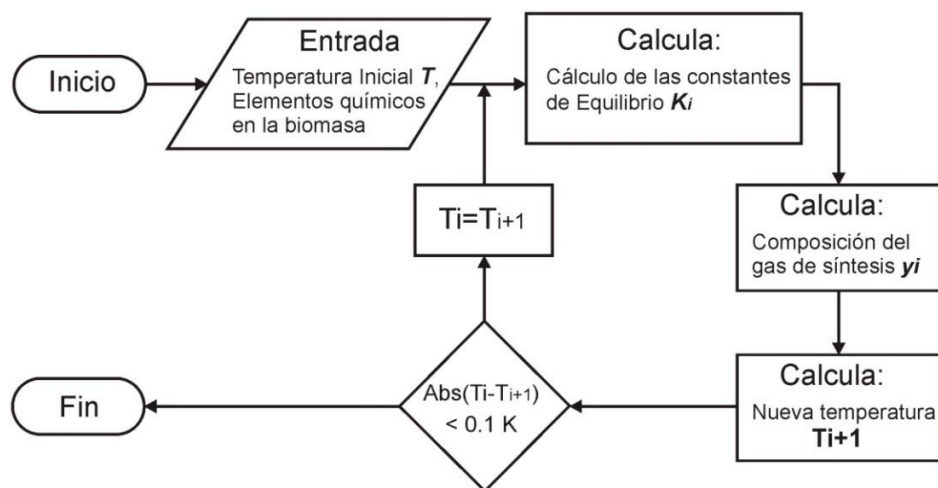 Inicio
Entrada
Temperatura Inicial T,
Elementos químicos
en la biomasa
Calcula:
Cálculo de las constantes
de Equilibrio Ki
Calcula:
Composición del
gas de síntesis yi
Calcula:
Nueva temperatura
Ti+1
Abs(Ti-Ti+1)
< 0.1 K
Ti=Ti+1
Fin